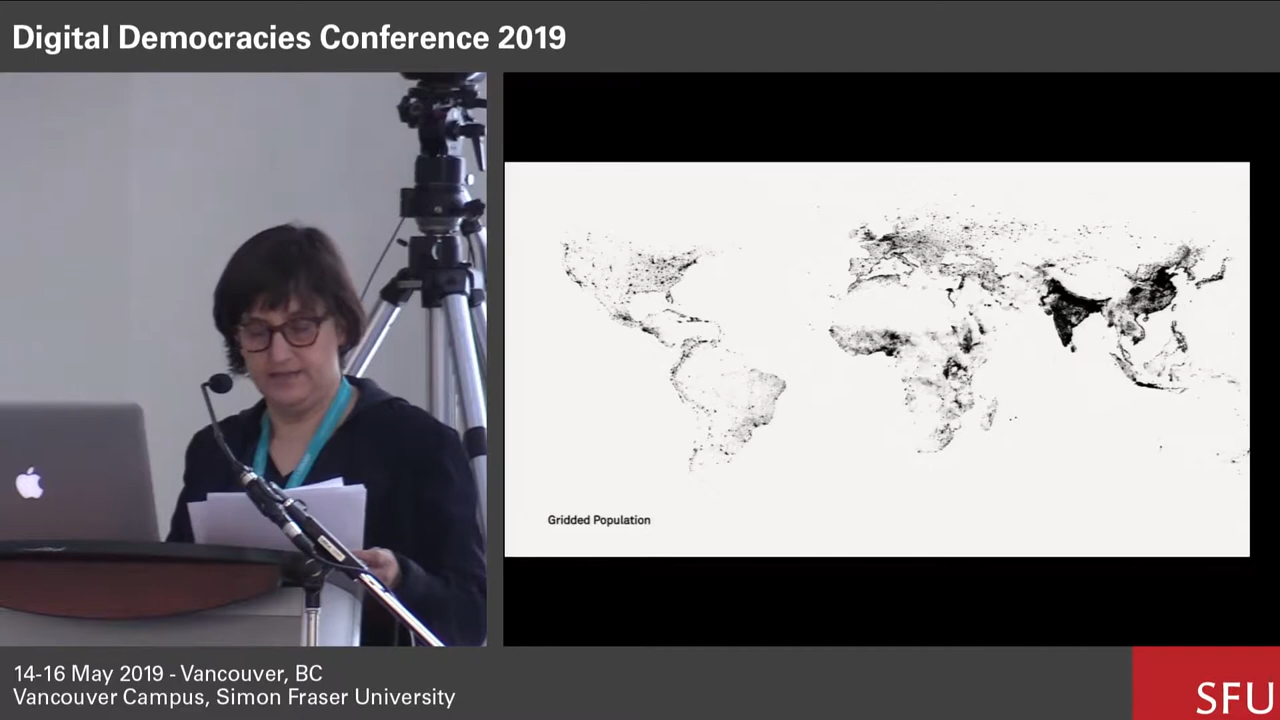 Digital Democracies Conference 2019
Gridded Population
14-16 May 2019 - Vancouver, BC
Vancouver Campus, Simon Fraser University
SFU